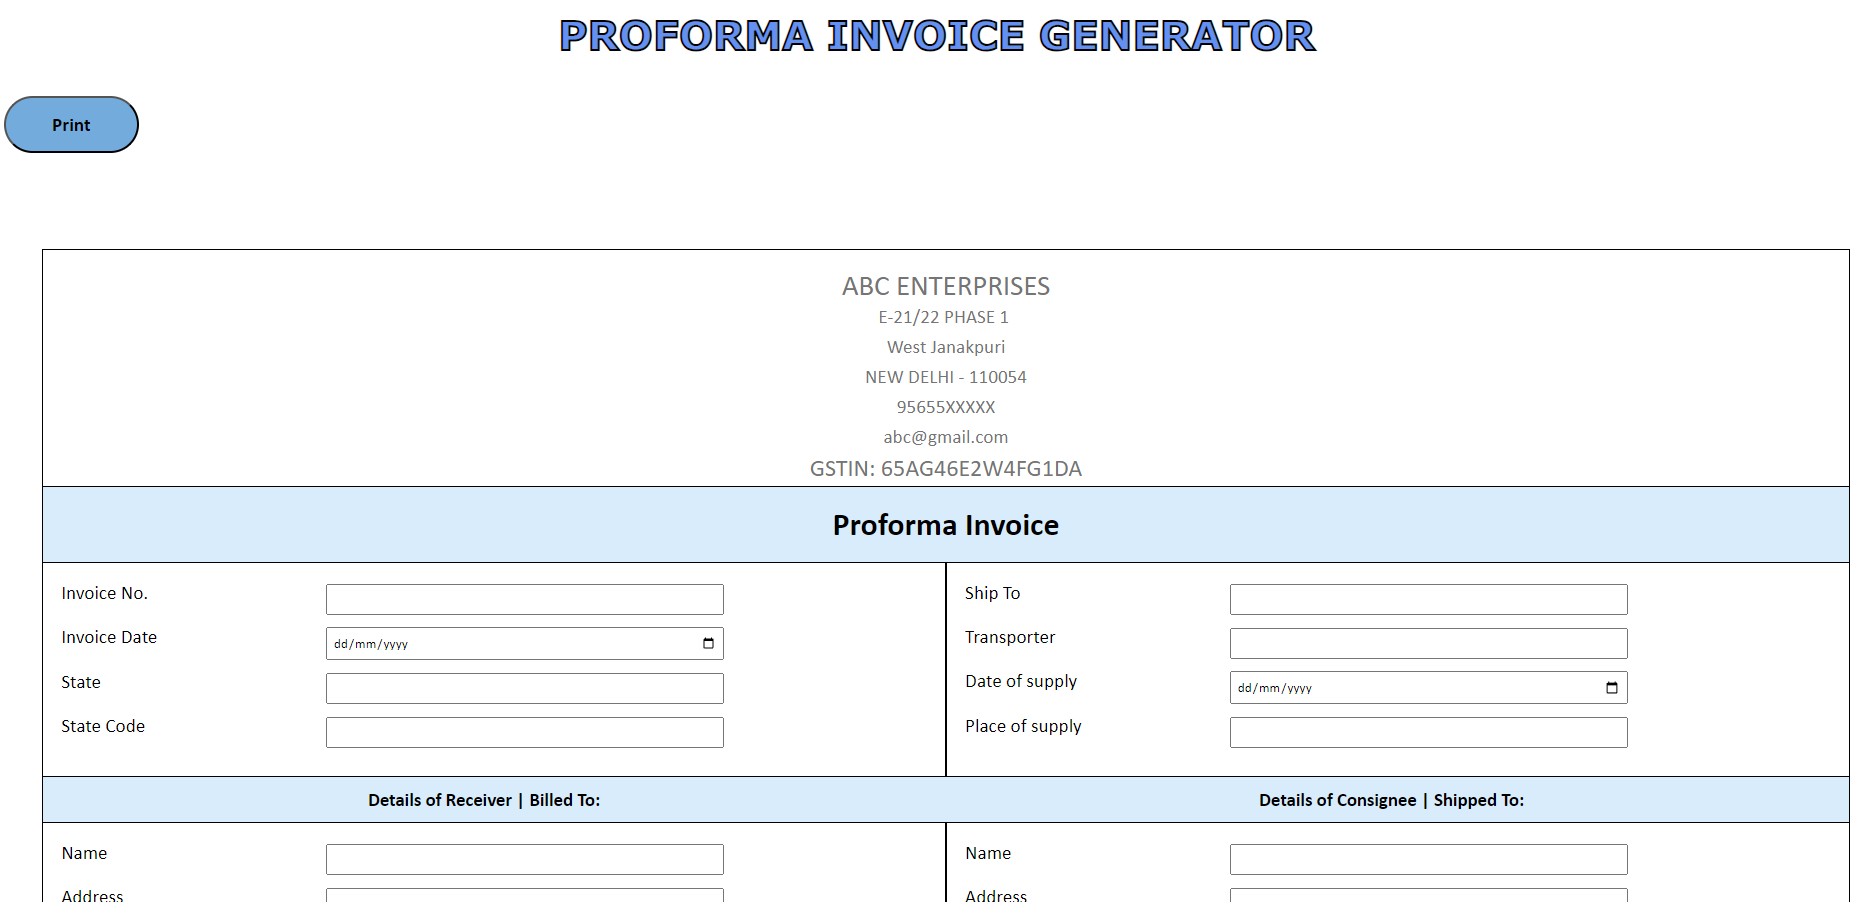 PROFORMA INVOICE GENERATOR
Print
ABC ENTERPRISES
E-21/22 PHASE 1
West Janakpuri
NEW DELHI - 110054
95655XXXXX
abc@gmail.com
GSTIN: 65AG46E2W4FG1DA
Proforma Invoice
Invoice No.
Invoice Date dd/mm/yyyy
State
State Code
Ship To
Transporter
Date of supply dd/mm/yyyy
Place of supply
Details of Receiver | Billed To:
Details of Consignee | Shipped To:
Name
Address
Name
Address